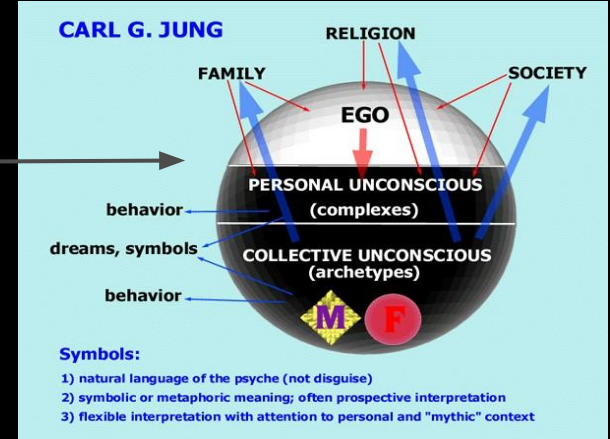 CARL G. JUNG
RELIGION
FAMILY
SOCIETY
EGO
PERSONAL UNCONSCIOUS
(complexes)
behavior
dreams, symbols
COLLECTIVE UNCONSCIOUS
(archetypes)
behavior
M
F
Symbols:
1) natural language of the psyche (not disguise)
2) symbolic or metaphoric meaning; often prospective interpretation
3) flexible interpretation with attention to personal and "mythic" context